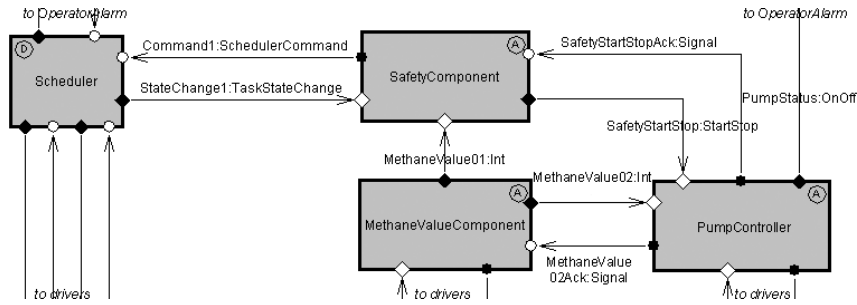 to OperatorAlarm
to OperatorAlarm
D
Scheduler
Command1:SchedulerCommand
StateChange1:TaskStateChange
A
SafetyComponent
SafetyStartStopAck:Signal
PumpStatus:OnOff
SafetyStartStop:StartStop
MethaneValue01:Int
MethaneValue02:Int
A
MethaneValueComponent
A
PumpController
MethaneValue
02Ack:Signal
to drivers
to drivers
to drivers